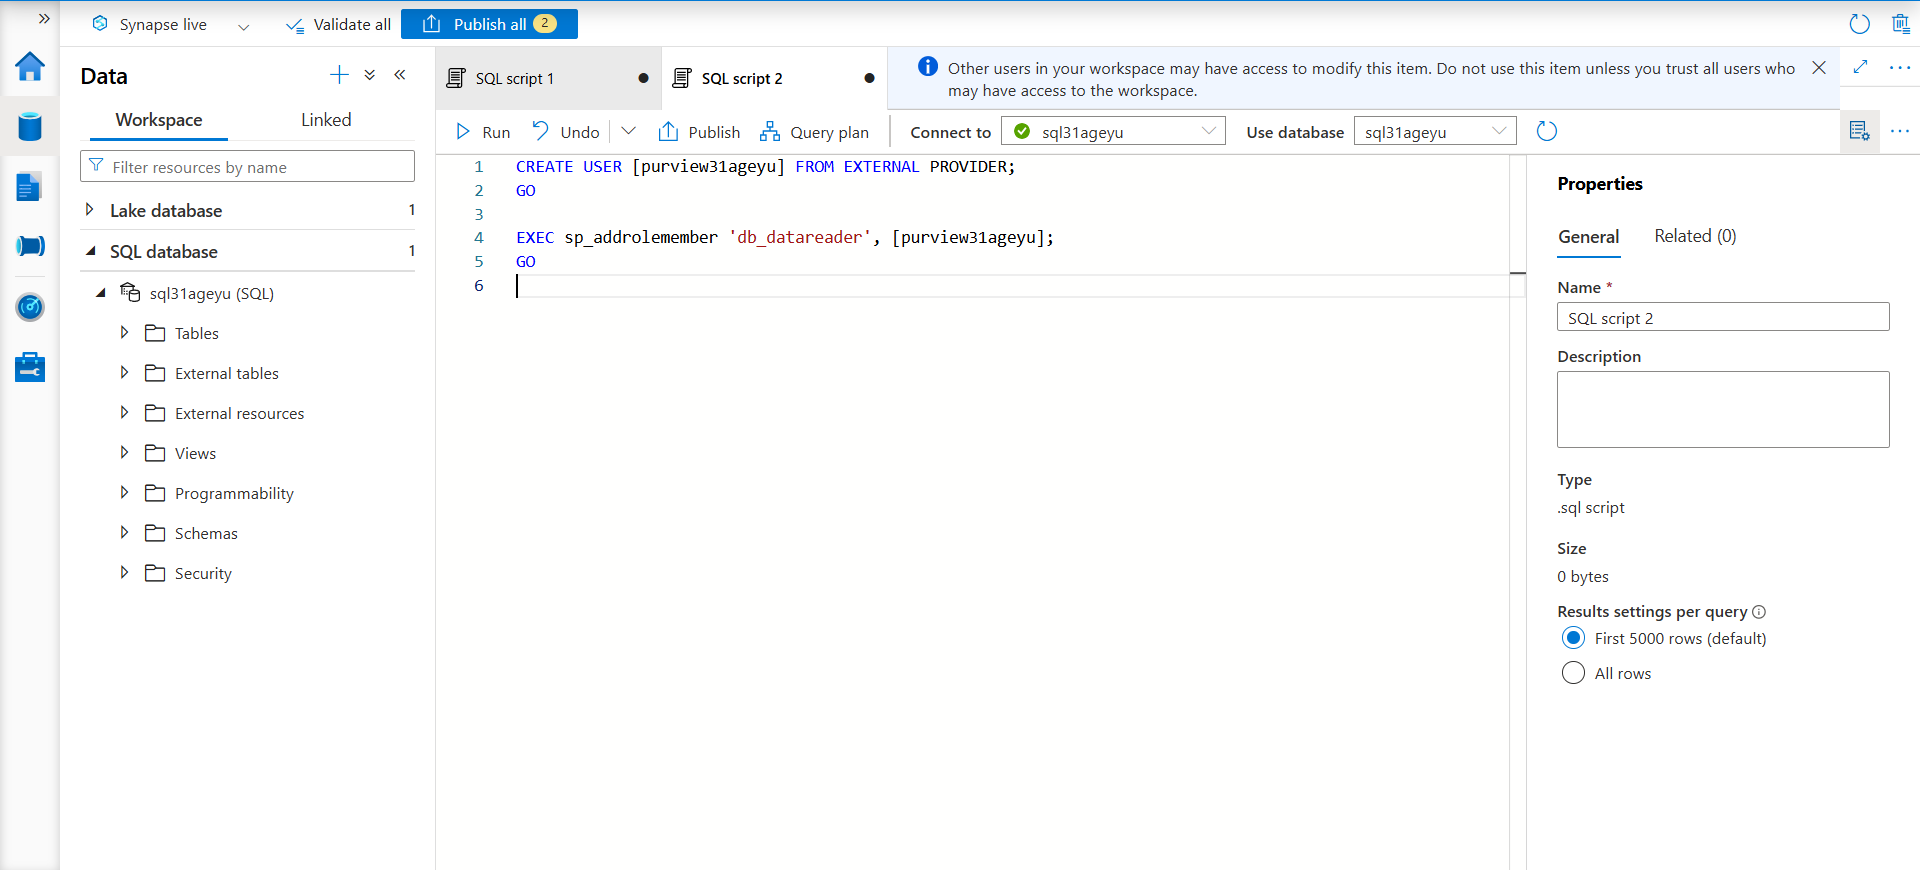 Synapse live
Validate all
Publish all 2
Data
Workspace
Linked
Filter resources by name
Lake database 1
SQL database 1
sql31ageyu (SQL)
Tables
External tables
External resources
Views
Programmability
Schemas
Security
SQL script 1
SQL script 2
Other users in your workspace may have access to modify this item. Do not use this item unless you trust all users who
may have access to the workspace.
Run
Undo
Publish
Query plan
Connect to
sql31ageyu
Use database
sql31ageyu
1 CREATE USER [purview31ageyu] FROM EXTERNAL PROVIDER;
2 GO
3
4 EXEC sp_addrolemember 'db_datareader', [purview31ageyu];
5 GO
6
Properties
General
Related (0)
Name *
SQL script 2
Description
Type
.sql script
Size
0 bytes
Results settings per query
First 5000 rows (default)
All rows